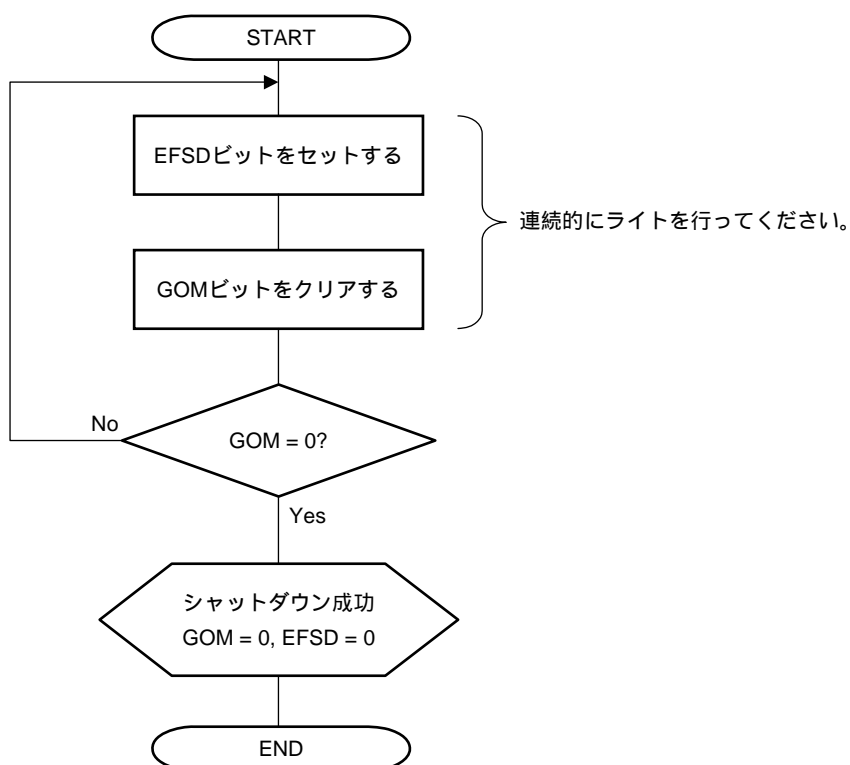 START
EFSDビットをセットする
連続的にライトを行ってください。
GOMビットをクリアする
No
GOM = 0?
Yes
シャットダウン成功
GOM = 0, EFSD = 0
END